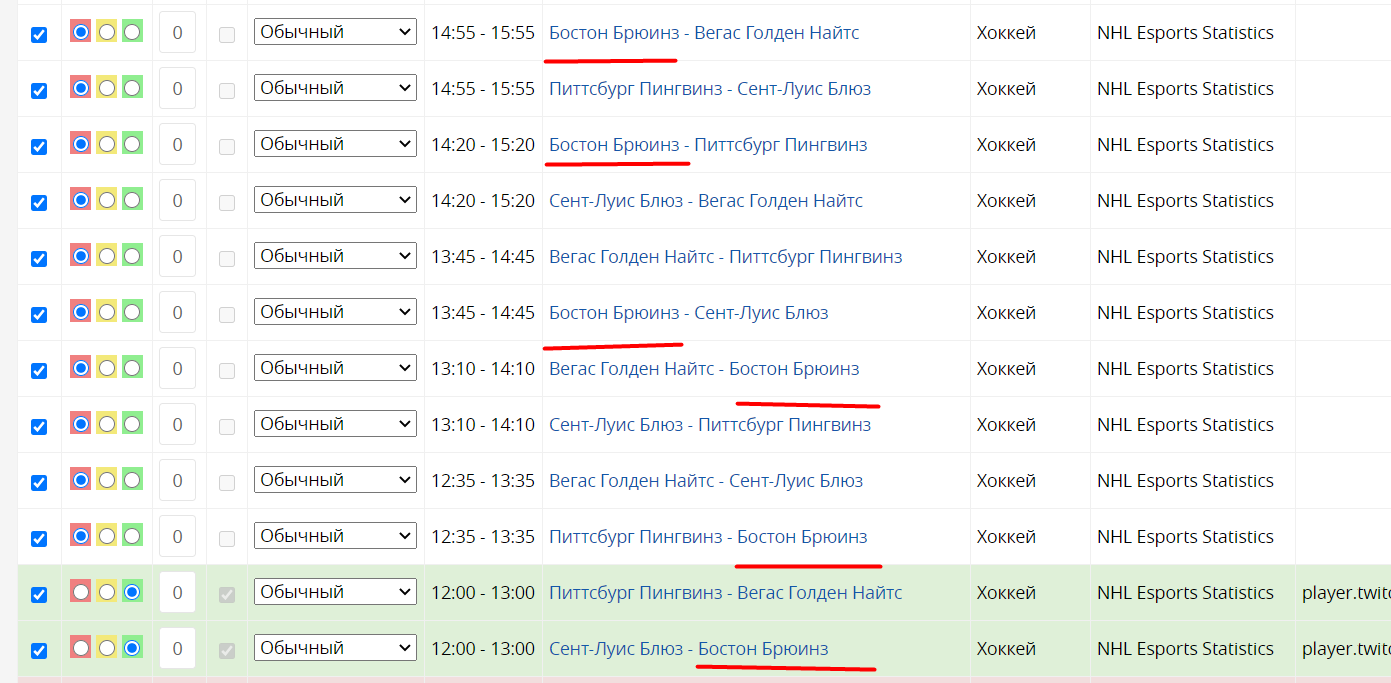 0 Обычный 14:55 - 15:55 Бостон Брюинз - Вегас Голден Найтс Хоккей NHL Esports Statistics
0 Обычный 14:55 - 15:55 Питтсбург Пингвинз - Сент-Луис Блюз Хоккей NHL Esports Statistics
0 Обычный 14:20 - 15:20 Бостон Брюинз - Питтсбург Пингвинз Хоккей NHL Esports Statistics
0 Обычный 14:20 - 15:20 Сент-Луис Блюз - Вегас Голден Найтс Хоккей NHL Esports Statistics
0 Обычный 13:45 - 14:45 Вегас Голден Найтс - Питтсбург Пингвинз Хоккей NHL Esports Statistics
0 Обычный 13:45 - 14:45 Бостон Брюинз - Сент-Луис Блюз Хоккей NHL Esports Statistics
0 Обычный 13:10 - 14:10 Вегас Голден Найтс - Бостон Брюинз Хоккей NHL Esports Statistics
0 Обычный 13:10 - 14:10 Сент-Луис Блюз - Питтсбург Пингвинз Хоккей NHL Esports Statistics
0 Обычный 12:35 - 13:35 Вегас Голден Найтс - Сент-Луис Блюз Хоккей NHL Esports Statistics
0 Обычный 12:35 - 13:35 Питтсбург Пингвинз - Бостон Брюинз Хоккей NHL Esports Statistics
0 Обычный 12:00 - 13:00 Питтсбург Пингвинз - Вегас Голден Найтс Хоккей NHL Esports Statistics player.twitc
0 Обычный 12:00 - 13:00 Сент-Луис Блюз - Бостон Брюинз Хоккей NHL Esports Statistics player.twitc